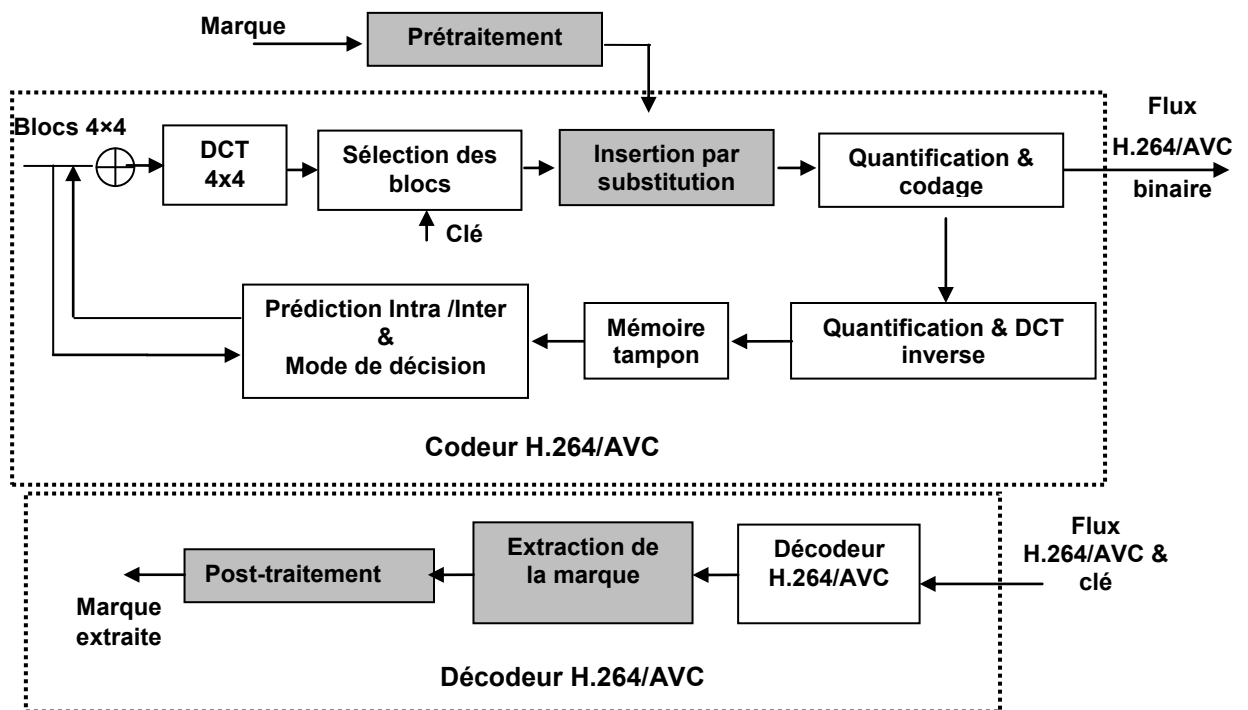 Marque
Prétraitement
Blocs 4×4
DCT
4x4
Sélection des
blocs
Insertion par
substitution
Quantification &
codage
Flux
H.264/AVC
binaire
Clé
Prédiction Intra /Inter
&
Mode de décision
Mémoire
tampon
Quantification & DCT
inverse
Codeur H.264/AVC
Marque
extraite
Post-traitement
Extraction de
la marque
Décodeur
H.264/AVC
Flux
H.264/AVC &
clé
Décodeur H.264/AVC